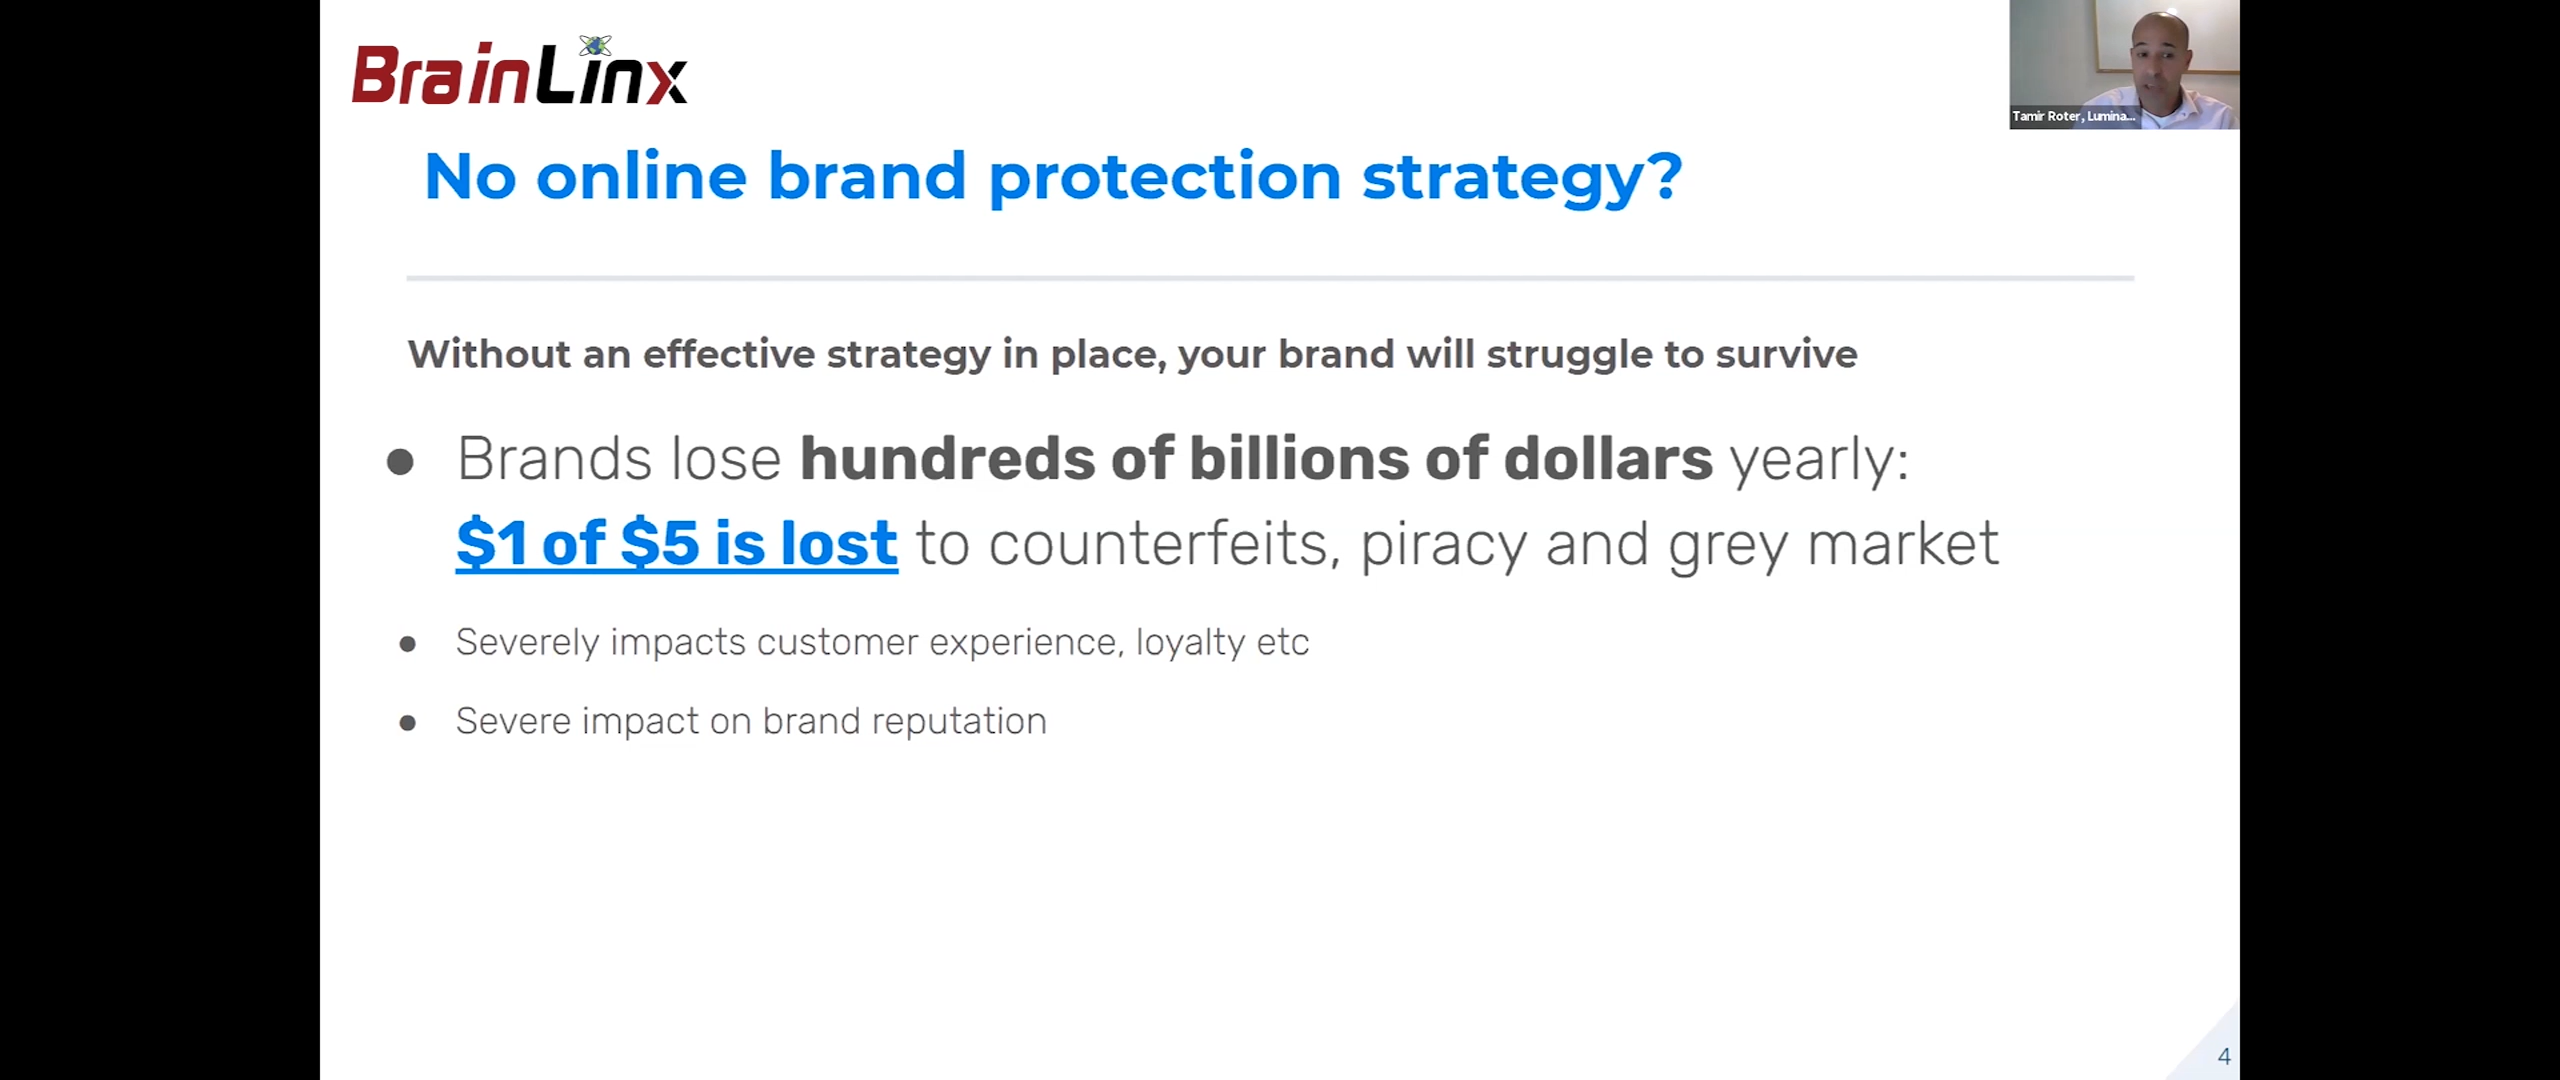 BrainLinx
Tamir Roter, Lumina...
No online brand protection strategy?
Without an effective strategy in place, your brand will struggle to survive
● Brands lose hundreds of billions of dollars yearly:
$1 of $5 is lost to counterfeits, piracy and grey market
● Severely impacts customer experience, loyalty etc
● Severe impact on brand reputation
4